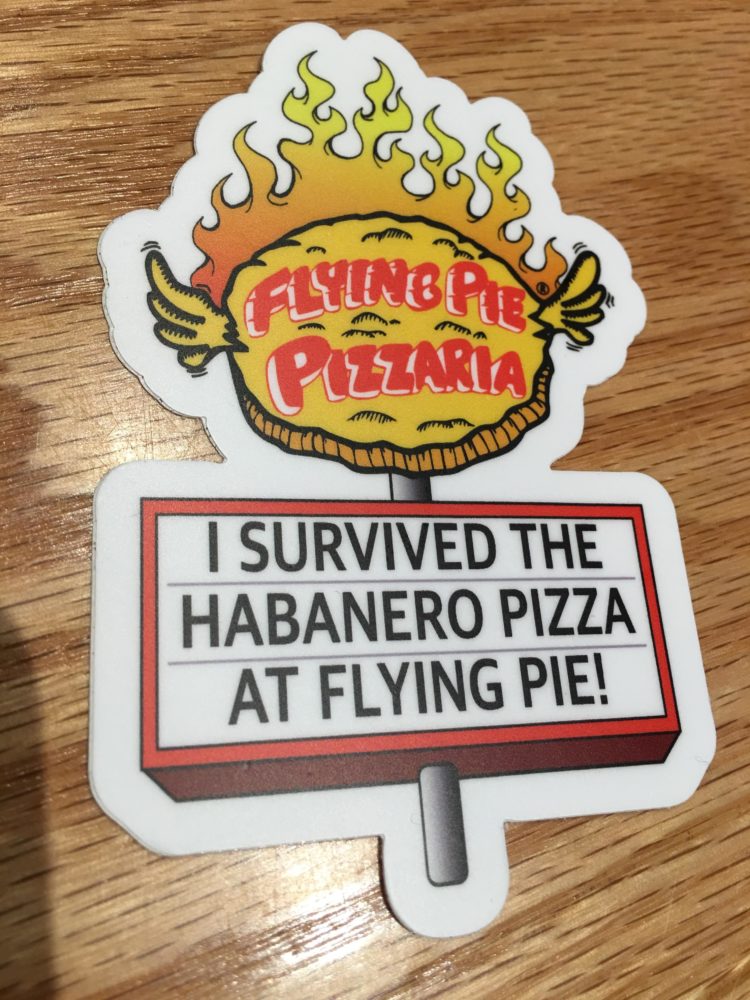 FLYING PIE
®
PIZZARIA
I SURVIVED THE
HABANERO PIZZA
AT FLYING PIE!